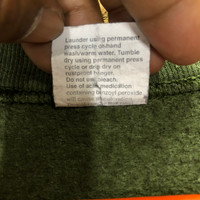 Launder using permanent
press cycle or hand
wash/warm water. Tumble
dry using permanent press
cycle or drip dry on
rustproof hanger.
Do not use bleach.
Use of acne medication
containing benzoyl peroxide